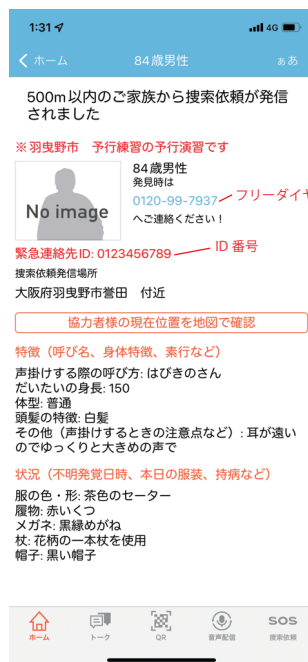 1:31
4G
ホーム
84歳男性
ぁあ
500m以内のご家族から捜索依頼が発信
されました
※羽曳野市　予行練習の予行演習です
No image
84歳男性
発見時は
0120-99-7937
フリーダイヤ
へご連絡ください！
緊急連絡先ID: 0123456789
ID 番号
捜索依頼発信場所
大阪府羽曳野市誉田　付近
協力者様の現在位置を地図で確認
特徴（呼び名、身体特徴、素行など）
声掛けする際の呼び方: はびきのさん
だいたいの身長: 150
体型: 普通
頭髪の特徴: 白髪
その他（声掛けするときの注意点など）: 耳が遠い
のでゆっくりと大きめの声で
状況（不明発覚日時、本日の服装、持病など）
服の色・形: 茶色のセーター
履物: 赤いくつ
メガネ: 黒縁めがね
杖: 花柄の一本杖を使用
帽子: 黒い帽子
ホーム
トーク
QR
音声配信
SOS
捜索依頼